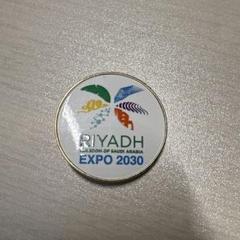 RIYADH
KINGDOM OF SAUDI ARABIA
EXPO 2030